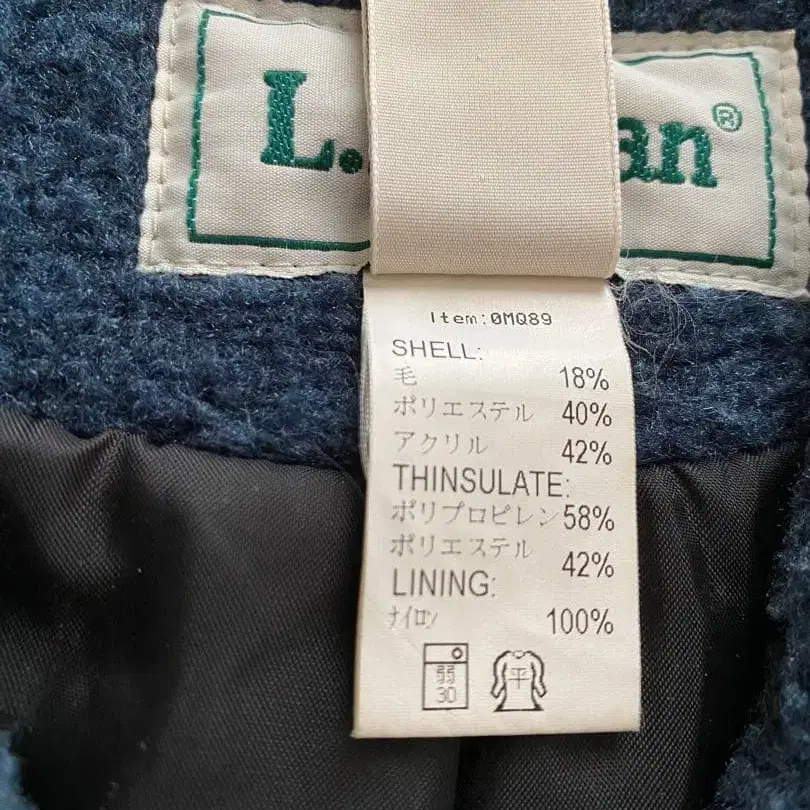 L. an®
Item:0MQ89
SHELL:
毛 18%
ポリエステル 40%
アクリル 42%
THINSULATE:
ポリプロピレン 58%
ポリエステル 42%
LINING:
ナイロン 100%
弱 平
30